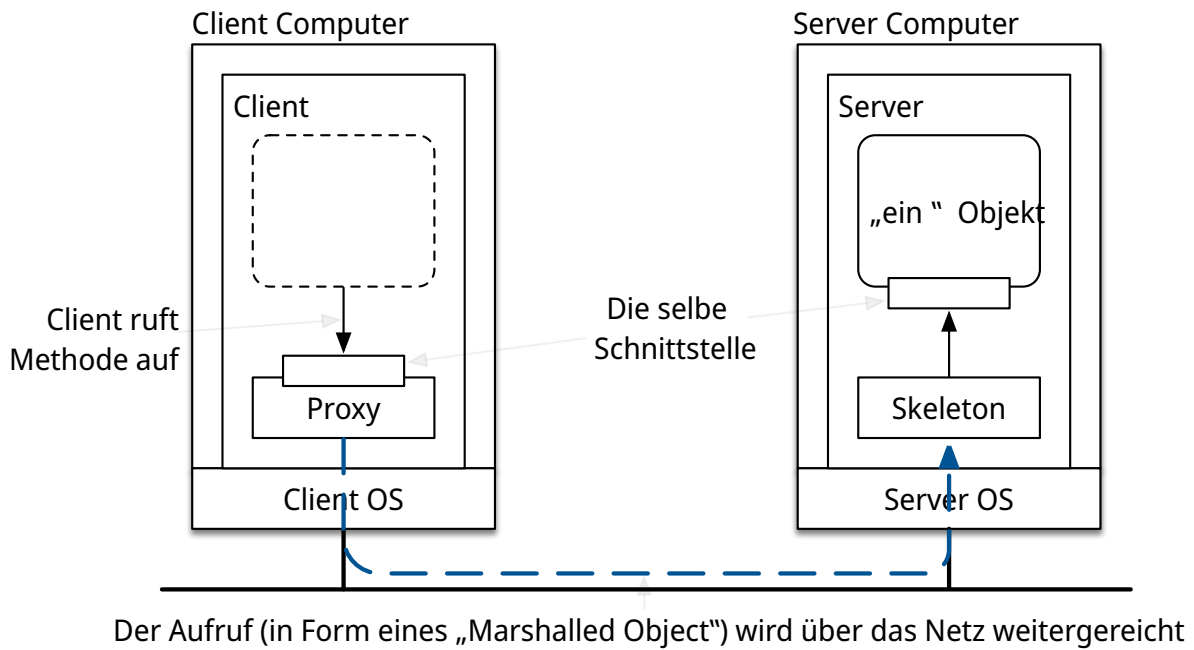 Client Computer
Server Computer
Client
Server
„ein “ Objekt
Client ruft
Methode auf
Die selbe
Schnittstelle
Proxy
Skeleton
Client OS
Server OS
Der Aufruf (in Form eines „Marshalled Object“) wird über das Netz weitergereicht